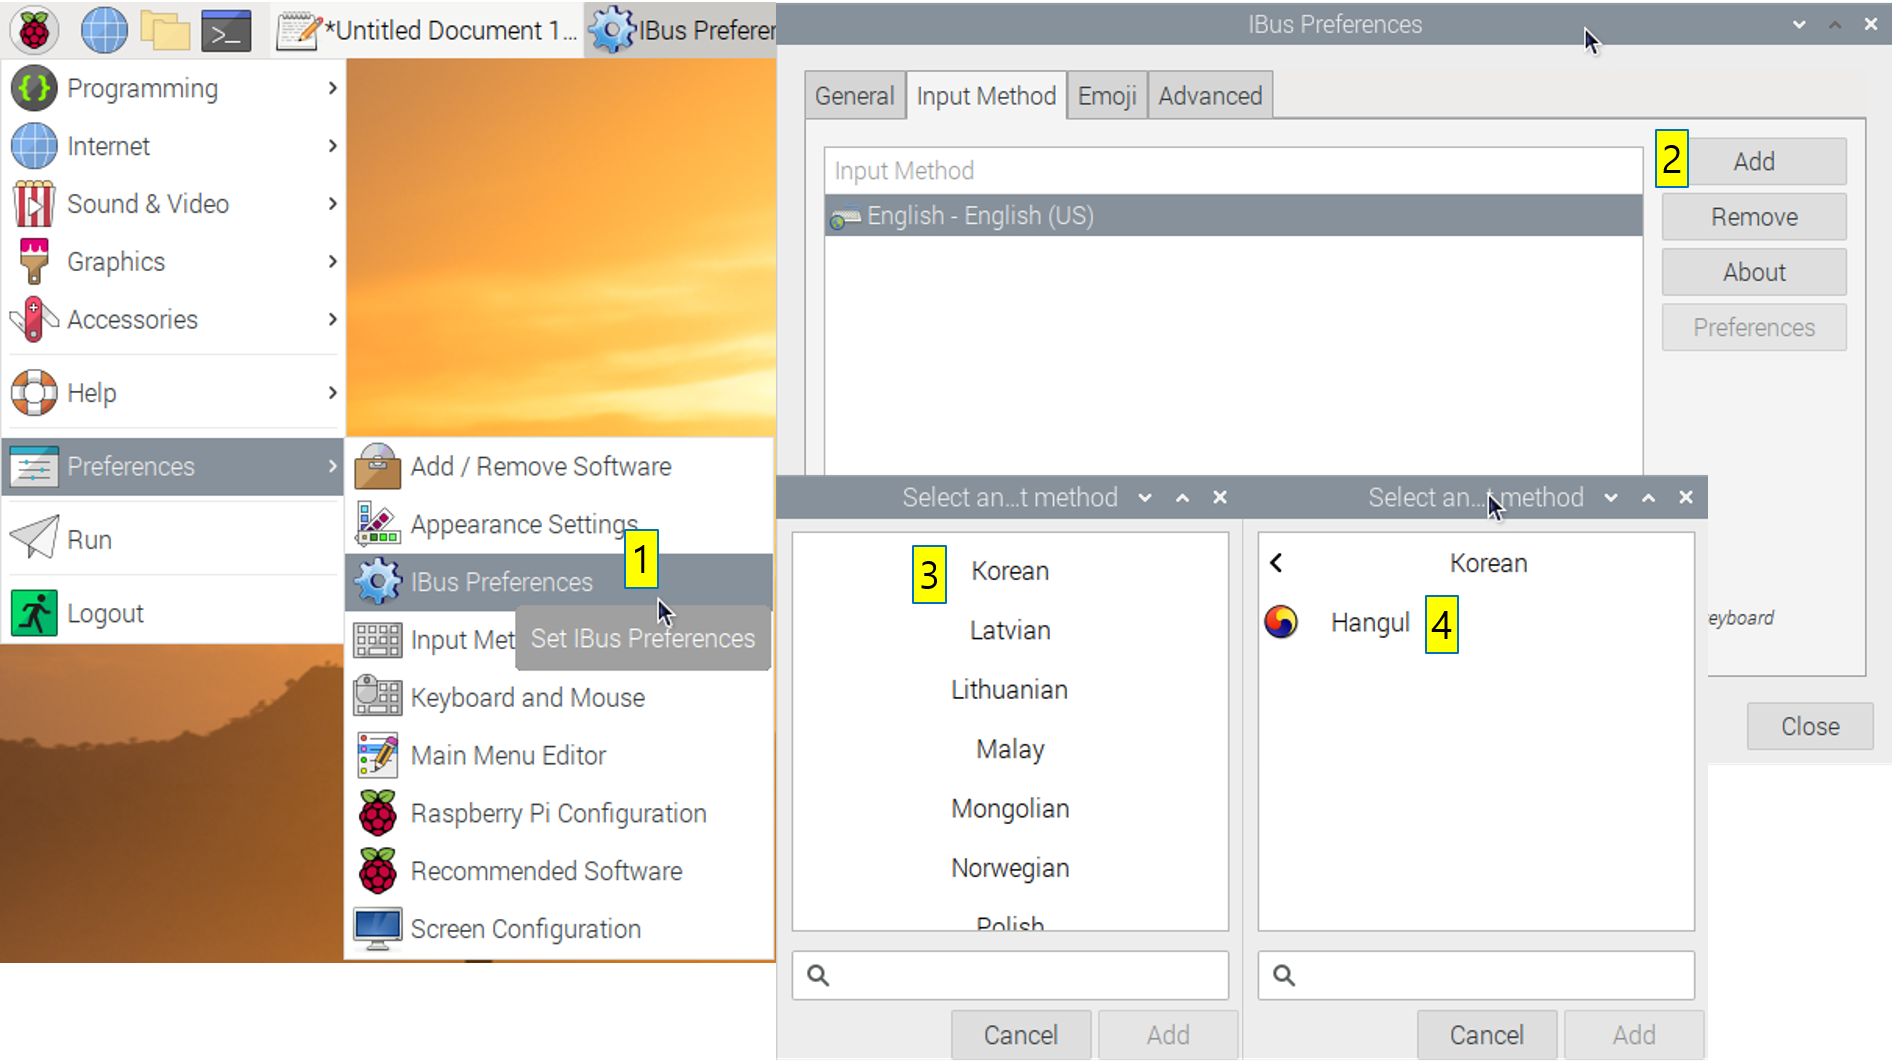 *Untitled Document 1...
IBus Preferer
Programming
Internet
Sound & Video
Graphics
Accessories
Help
Preferences
Run
Logout
Add / Remove Software
Appearance Settings
1
IBus Preferences
Input Met
Set IBus Preferences
Keyboard and Mouse
Main Menu Editor
Raspberry Pi Configuration
Recommended Software
Screen Configuration
IBus Preferences
General
Input Method
Emoji
Advanced
Input Method
English - English (US)
2
Add
Remove
About
Preferences
eyboard
Close
Select an...t method
3
Korean
Latvian
Lithuanian
Malay
Mongolian
Norwegian
Polish
Cancel
Add
Select an... method
Korean
Hangul
4
Cancel
Add